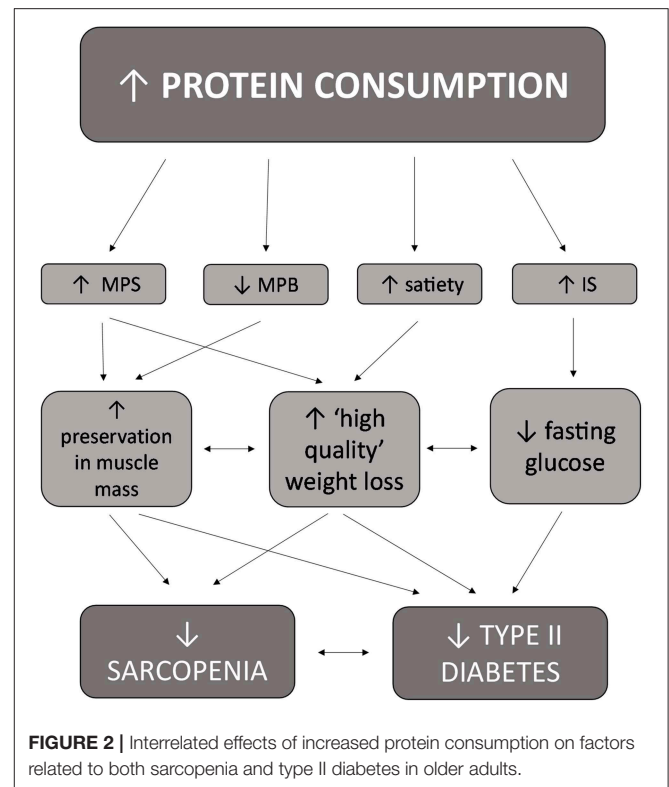 ↑ PROTEIN CONSUMPTION
↑ MPS
↓ MPB
↑ satiety
↑ IS
↑
preservation
in muscle
mass
↑ 'high
quality'
weight loss
↓ fasting
glucose
↓
SARCOPENIA
↓ TYPE II
DIABETES
FIGURE 2 | Interrelated effects of increased protein consumption on factors
related to both sarcopenia and type II diabetes in older adults.